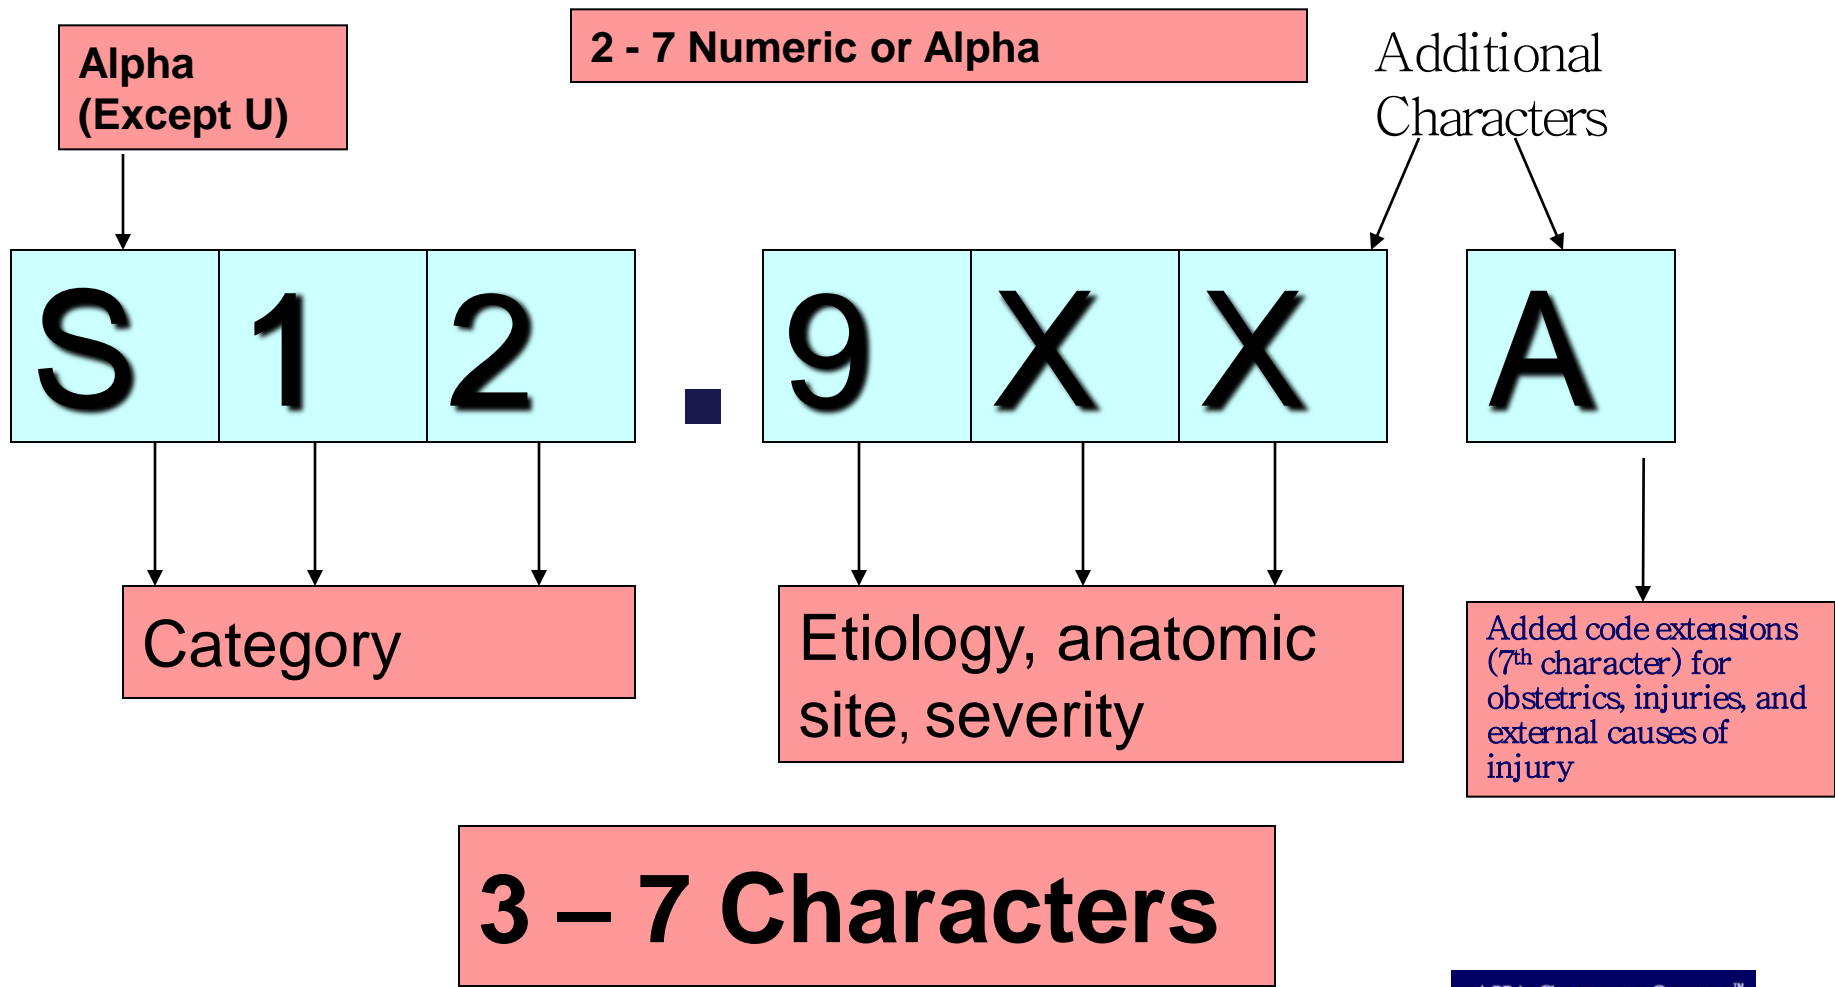 Alpha
(Except U)
2 - 7 Numeric or Alpha
Additional
Characters
S 1 2 . 9 X X A
Category
Etiology, anatomic
site, severity
Added code extensions
(7th character) for
obstetrics, injuries, and
external causes of
injury
3 – 7 Characters